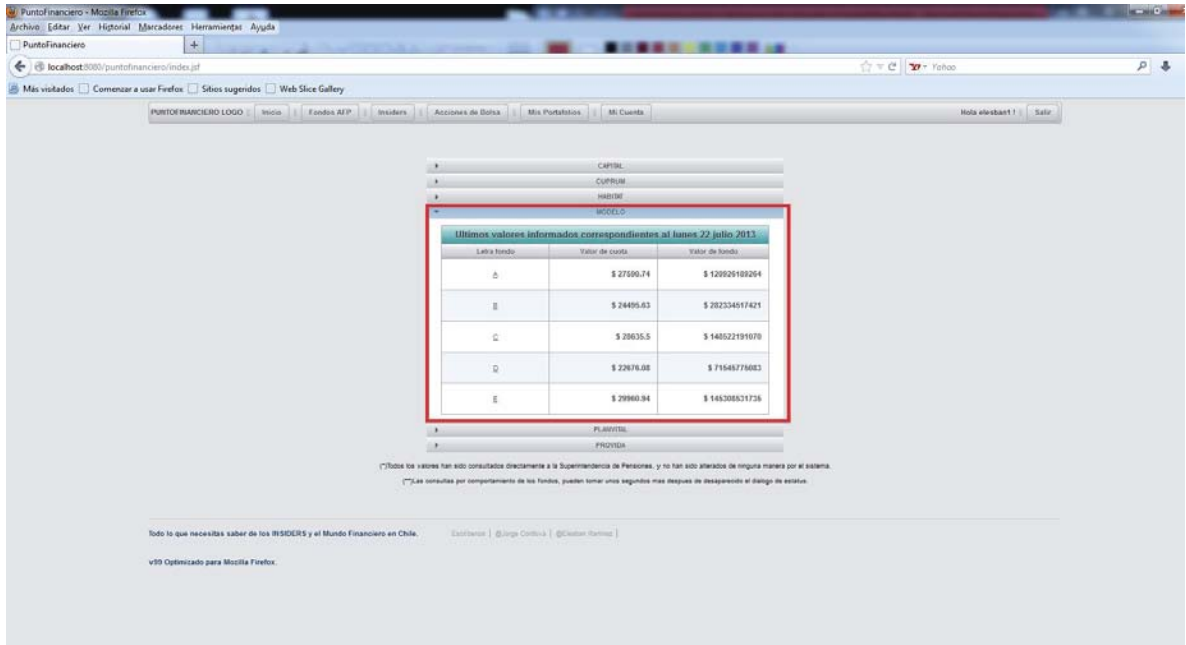 PuntoFinanciero - Mozilla Firefox
Archivo Editar Ver Historial Marcadores Herramientas Ayuda
PuntoFinanciero +
localhost:8080/puntofinanciero/index.jsf Yahoo
Más visitados Comenzar a usar Firefox Sitios sugeridos Web Slice Gallery
PUNTOFINANCIERO LOGO | Inicio | Fondos AFP | Insiders | Acciones de Bolsa | Mis Portafolios | Mi Cuenta Hola elesban1 ! | Salir
CAPITAL
CUPRUM
HABITAT
MODELO
Ultimos valores informados correspondientes al lunes 22 julio 2013
Letra fondo Valor de cuota Valor de fondo
A $ 27590.74 $ 120926189264
B $ 24495.63 $ 282334517421
C $ 28635.5 $ 148522191070
D $ 22676.08 $ 71545775083
E $ 29960.94 $ 145308531735
PLANVITAL
PROVIDA
(*)Todos los valores han sido consultados directamente a la Superintendencia de Pensiones, y no han sido alterados de ninguna manera por el sistema.
(**)Las consultas por comportamiento de los fondos, pueden tomar unos segundos mas despues de desaparecido el dialogo de estatus.
Todo lo que necesitas saber de los INSIDERS y el Mundo Financiero en Chile. Escribanos | @Jorge |
v99 Optimizado para Mozilla Firefox.